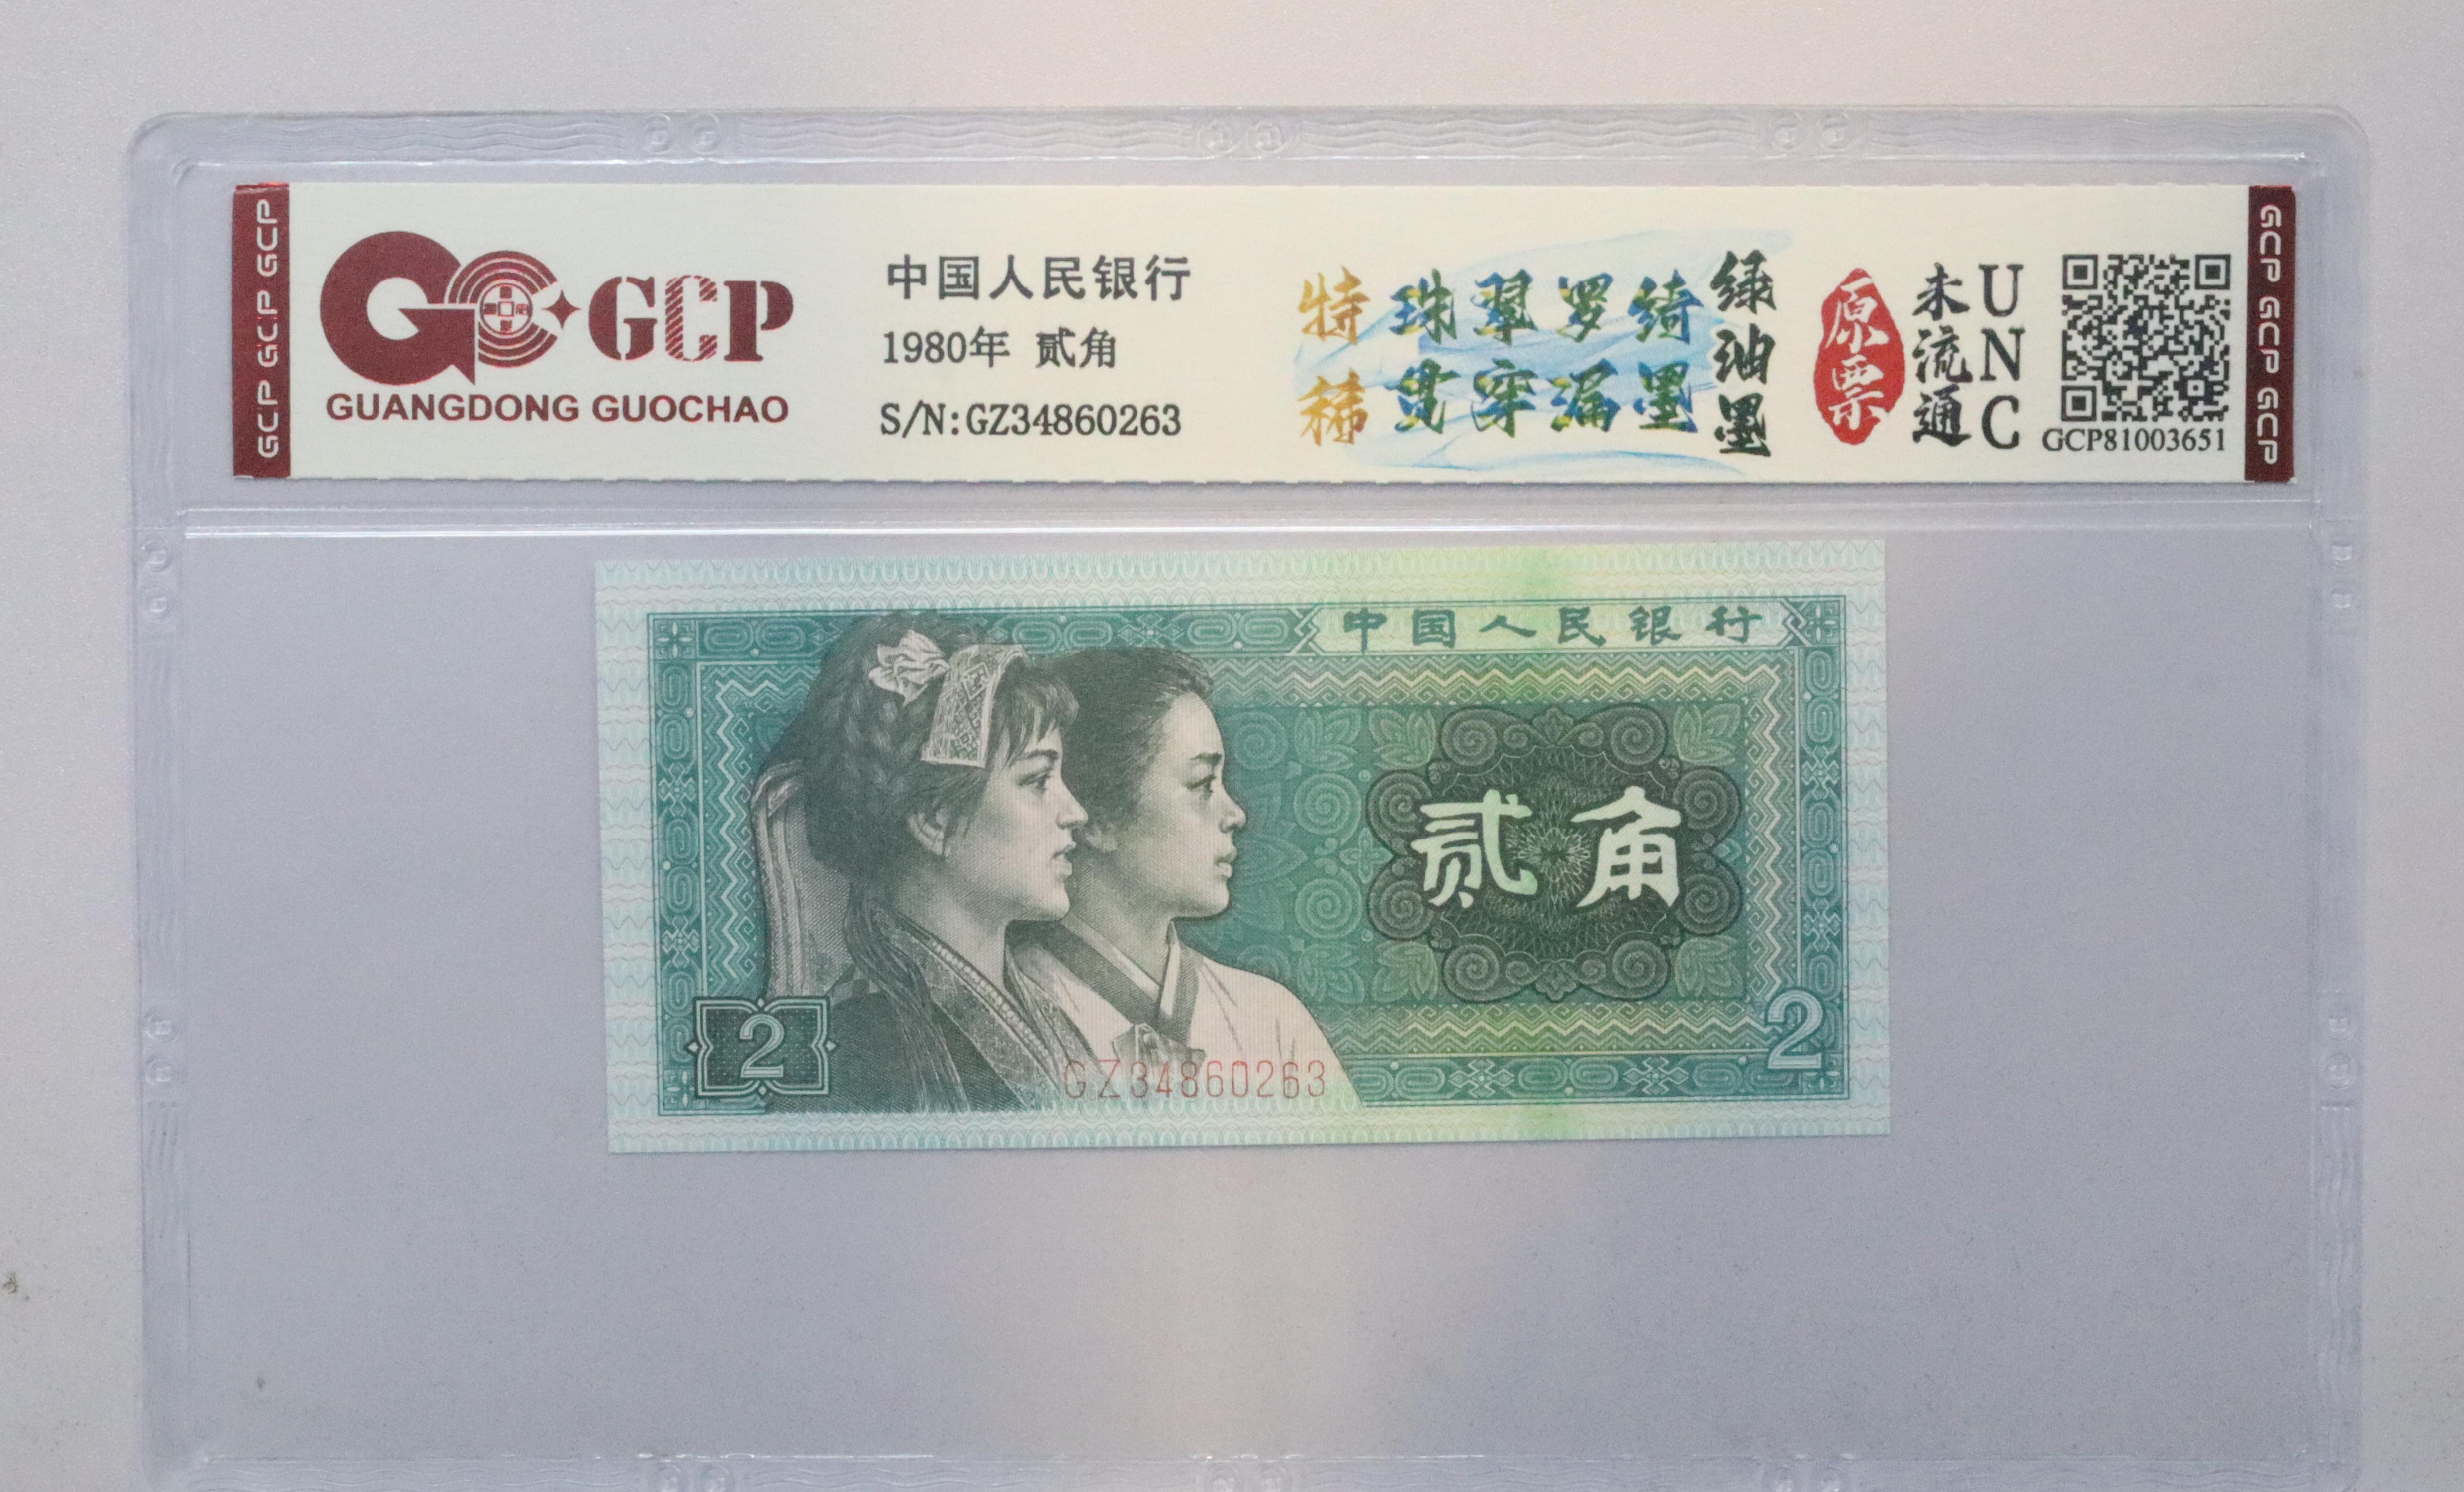 GCP GCP GCP
GCP
GUANGDONG GUOCHAO
中国人民银行
1980年 贰角
S/N:GZ34860263
特稀
珠翠罗绮
贯穿漏墨
绿油墨
原票
未流通
UNC
GCP81003651
GCP GCP GCP
中国人民银行
贰角
2
2
GZ34860263